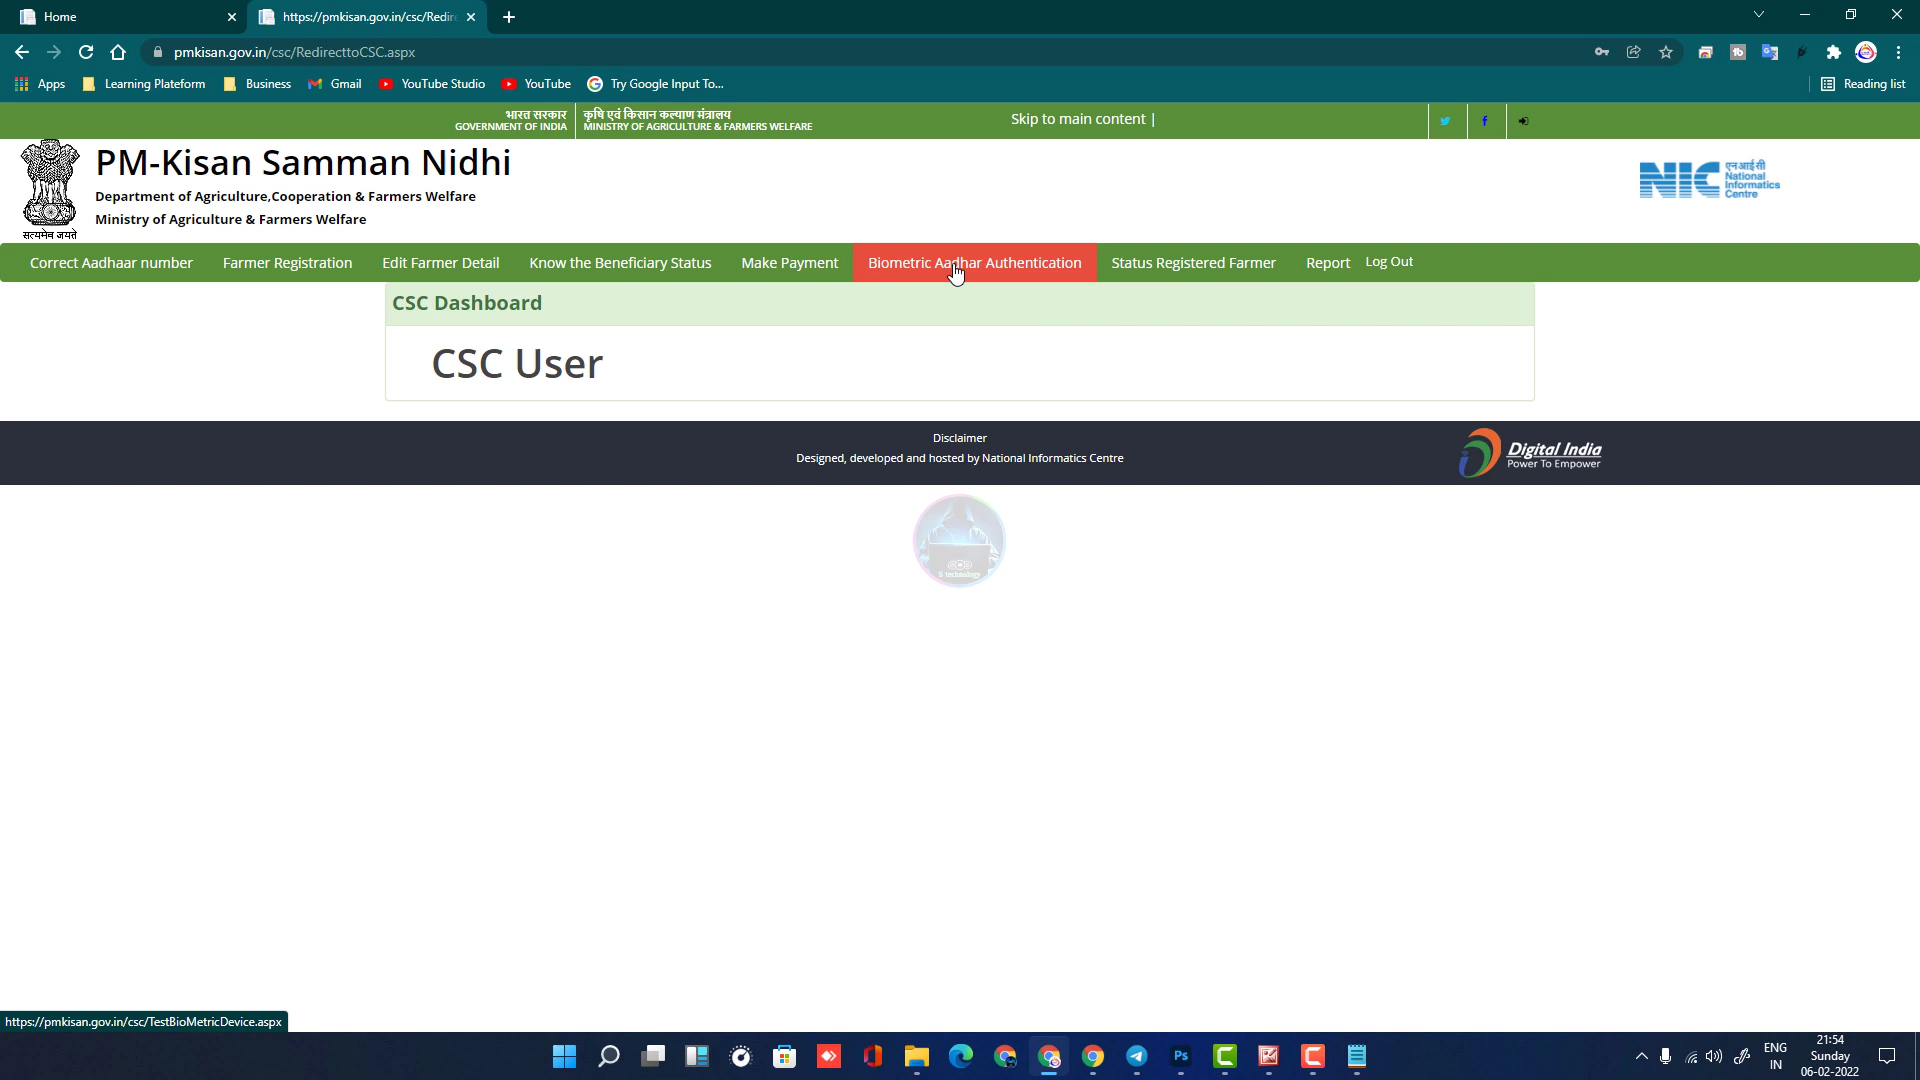 Home
https://pmkisan.gov.in/csc/Redire
pmkisan.gov.in/csc/RedirecttoCSC.aspx
Apps
Learning Plateform
Business
Gmail
YouTube Studio
YouTube
Try Google Input To...
Reading list
भारत सरकार
GOVERNMENT OF INDIA
कृषि एवं किसान कल्याण मंत्रालय
MINISTRY OF AGRICULTURE & FARMERS WELFARE
Skip to main content |
सत्यमेव जयते
PM-Kisan Samman Nidhi
Department of Agriculture,Cooperation & Farmers Welfare
Ministry of Agriculture & Farmers Welfare
NIC
एन आई सी
National
Informatics
Centre
Correct Aadhaar number
Farmer Registration
Edit Farmer Detail
Know the Beneficiary Status
Make Payment
Biometric Aadhar Authentication
Status Registered Farmer
Report
Log Out
CSC Dashboard
CSC User
Disclaimer
Designed, developed and hosted by National Informatics Centre
Digital India
Power To Empower
technology
https://pmkisan.gov.in/csc/TestBioMetricDevice.aspx
Ps
ENG
IN
21:54
Sunday
06-02-2022